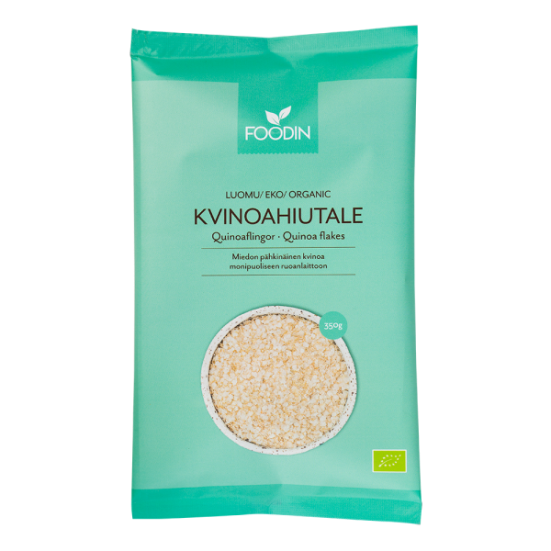 FOODIN
LUOMU/ EKO/ ORGANIC
KVINOAHIUTALE
Quinoaflingor • Quinoa flakes
Miedon pähkinäinen kvinoa
monipuoliseen ruoanlaittoon
350g